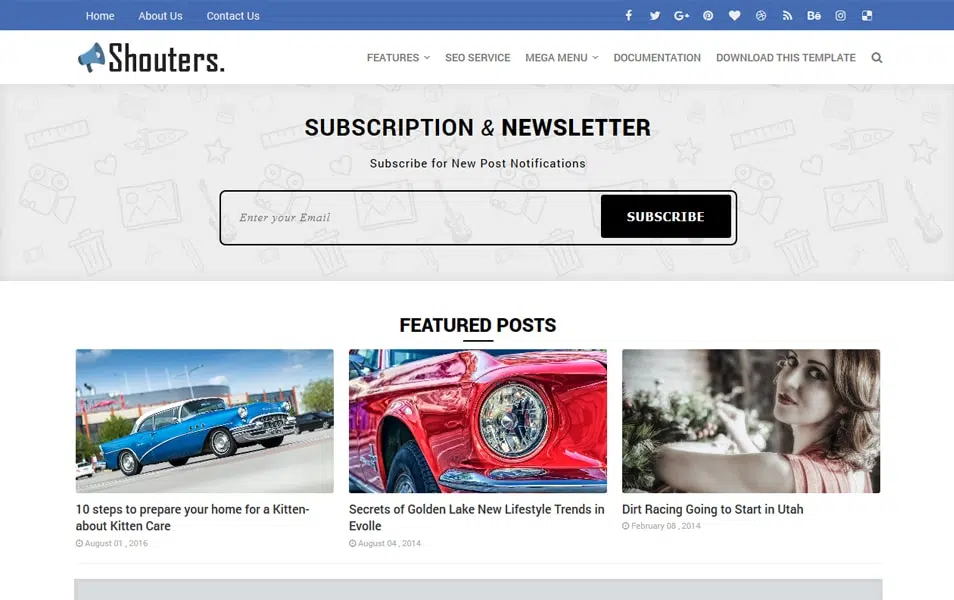 Home About Us Contact Us
Shouters.
FEATURES SEO SERVICE MEGA MENU DOCUMENTATION DOWNLOAD THIS TEMPLATE
SUBSCRIPTION & NEWSLETTER
Subscribe for New Post Notifications
Enter your Email
SUBSCRIBE
FEATURED POSTS
10 steps to prepare your home for a Kitten-
about Kitten Care
August 01 , 2016
Secrets of Golden Lake New Lifestyle Trends in
Evolle
August 04 , 2014
Dirt Racing Going to Start in Utah
February 08 , 2014